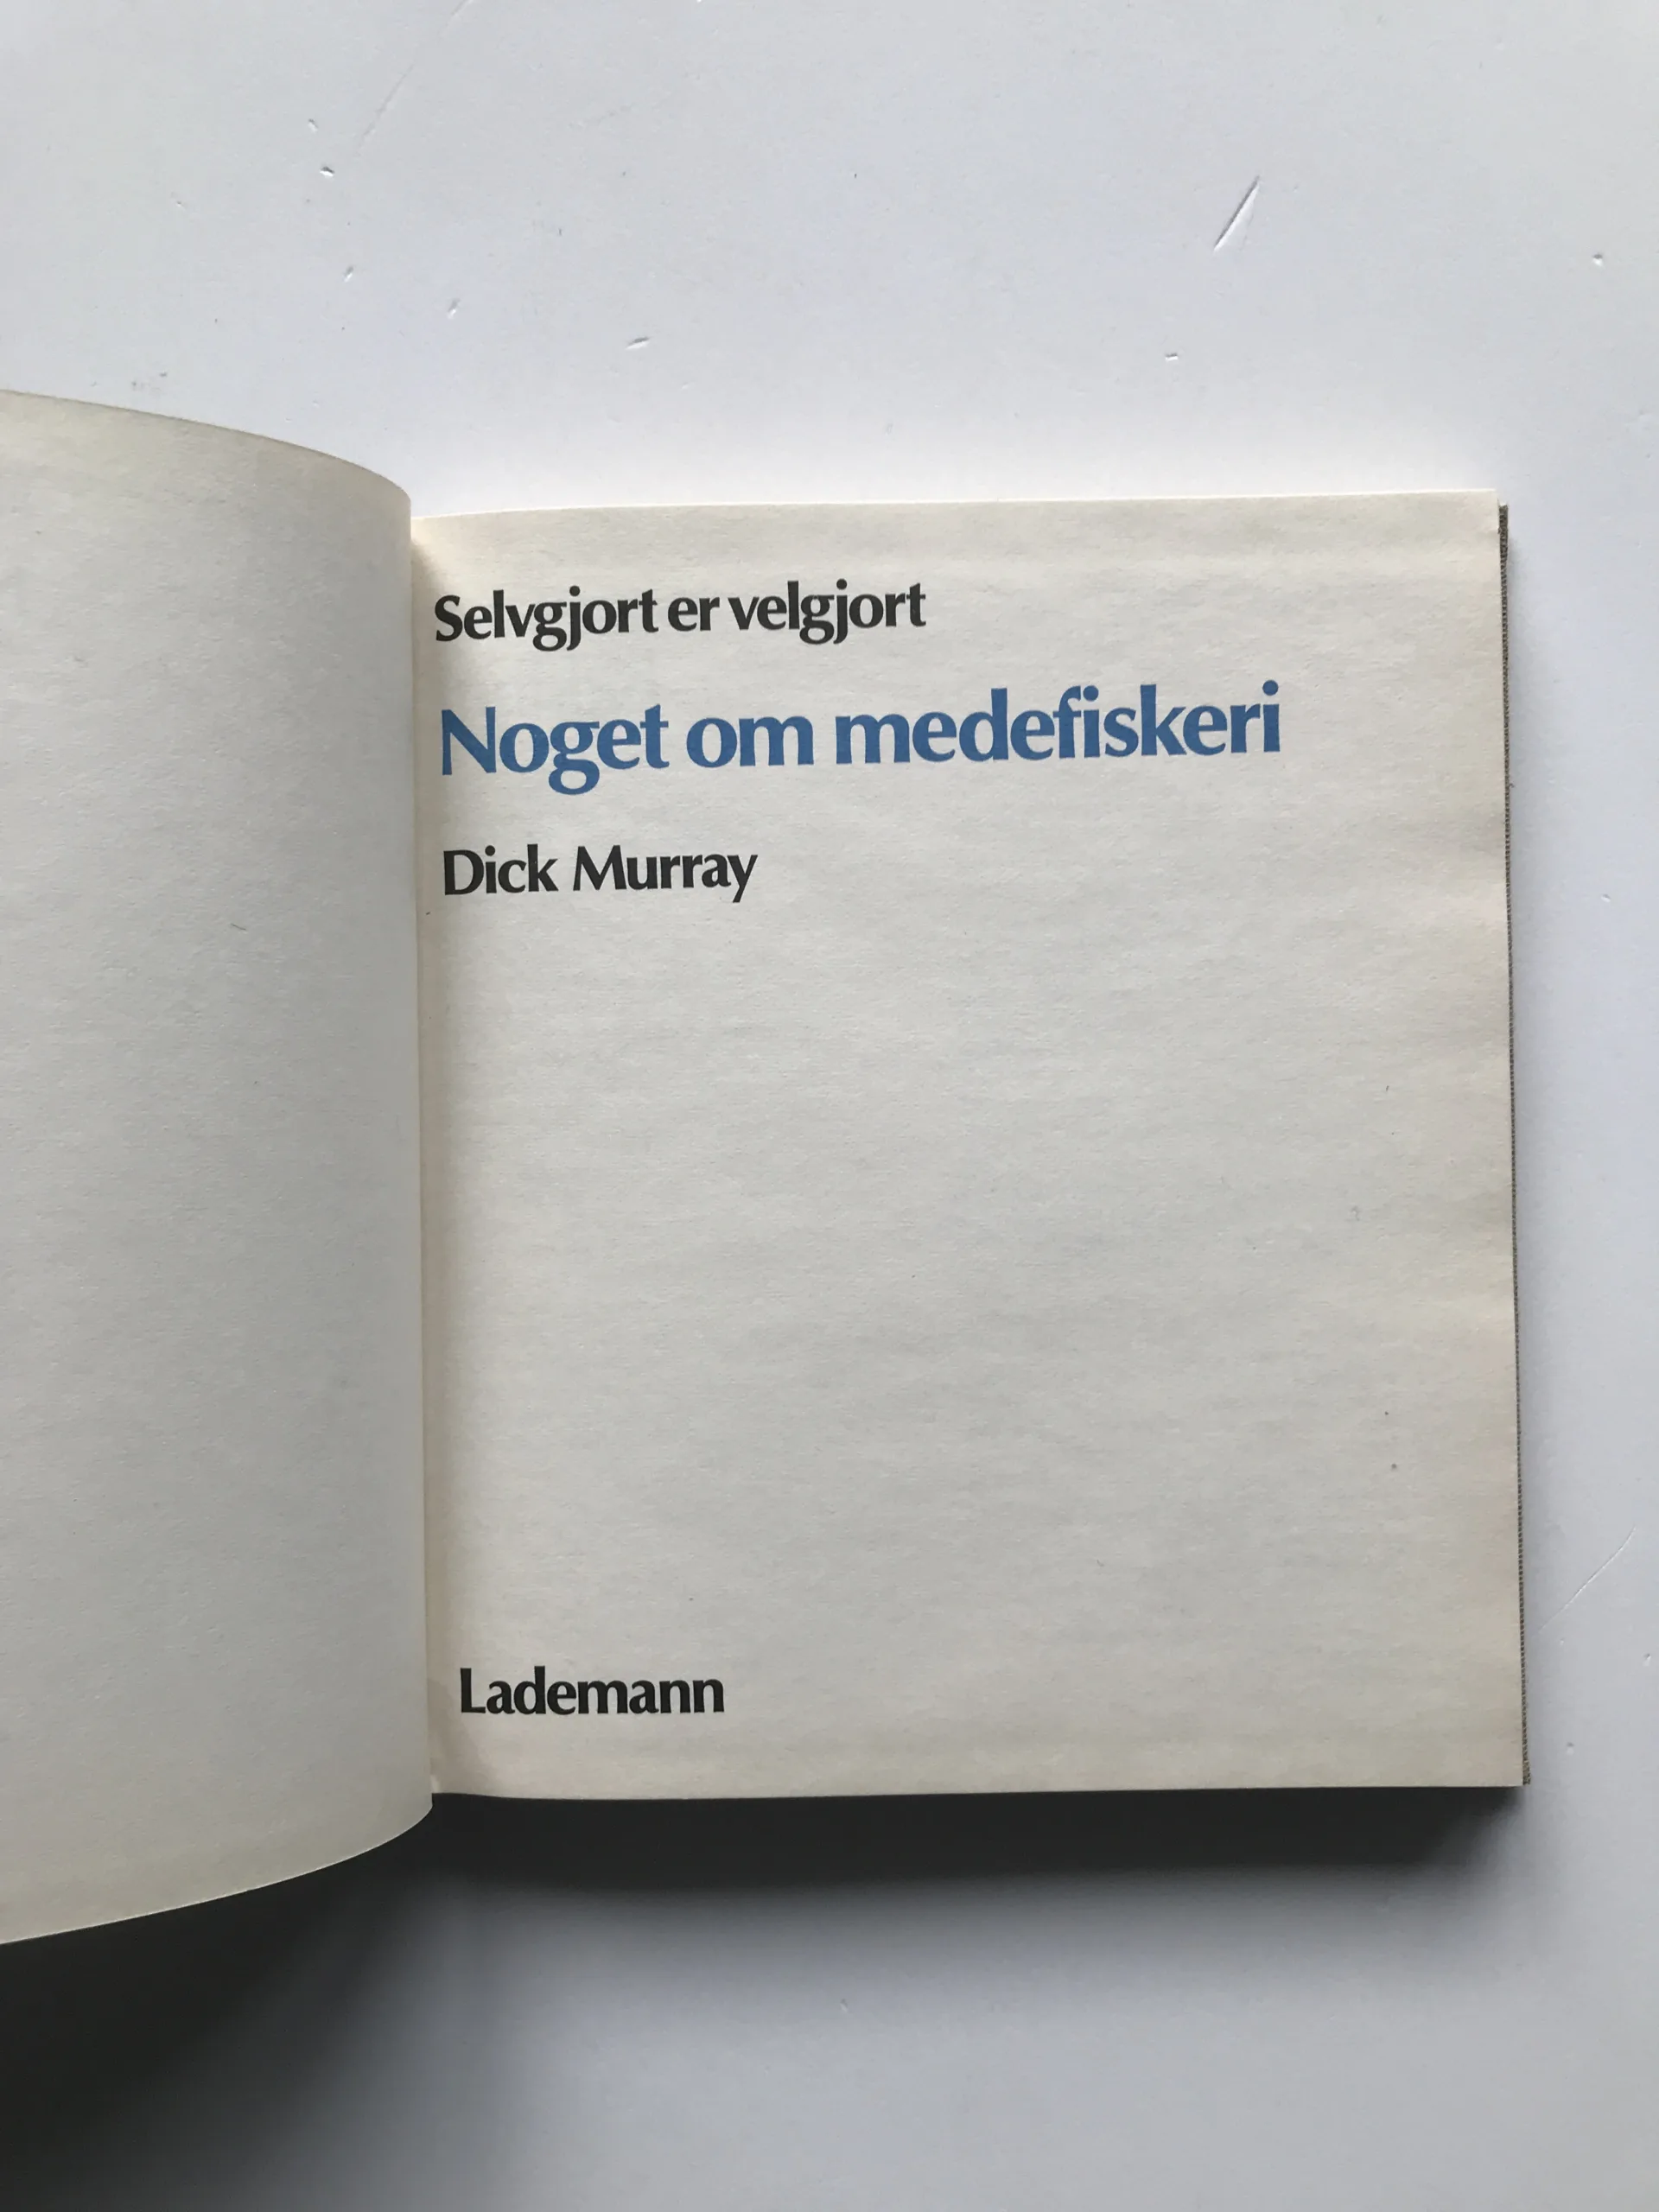 Selvgjort er velgjort
Noget om medefiskeri
Dick Murray
Lademann